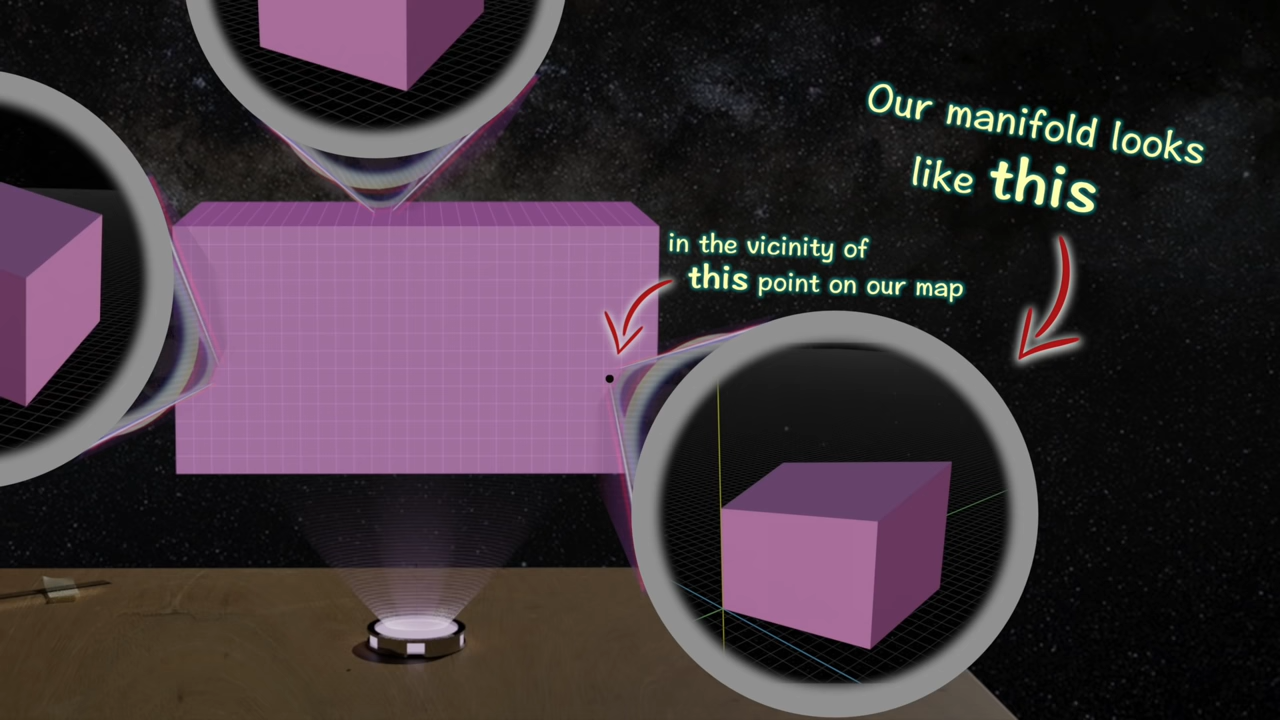 Our manifold looks
like this
in the vicinity of
this point on our map